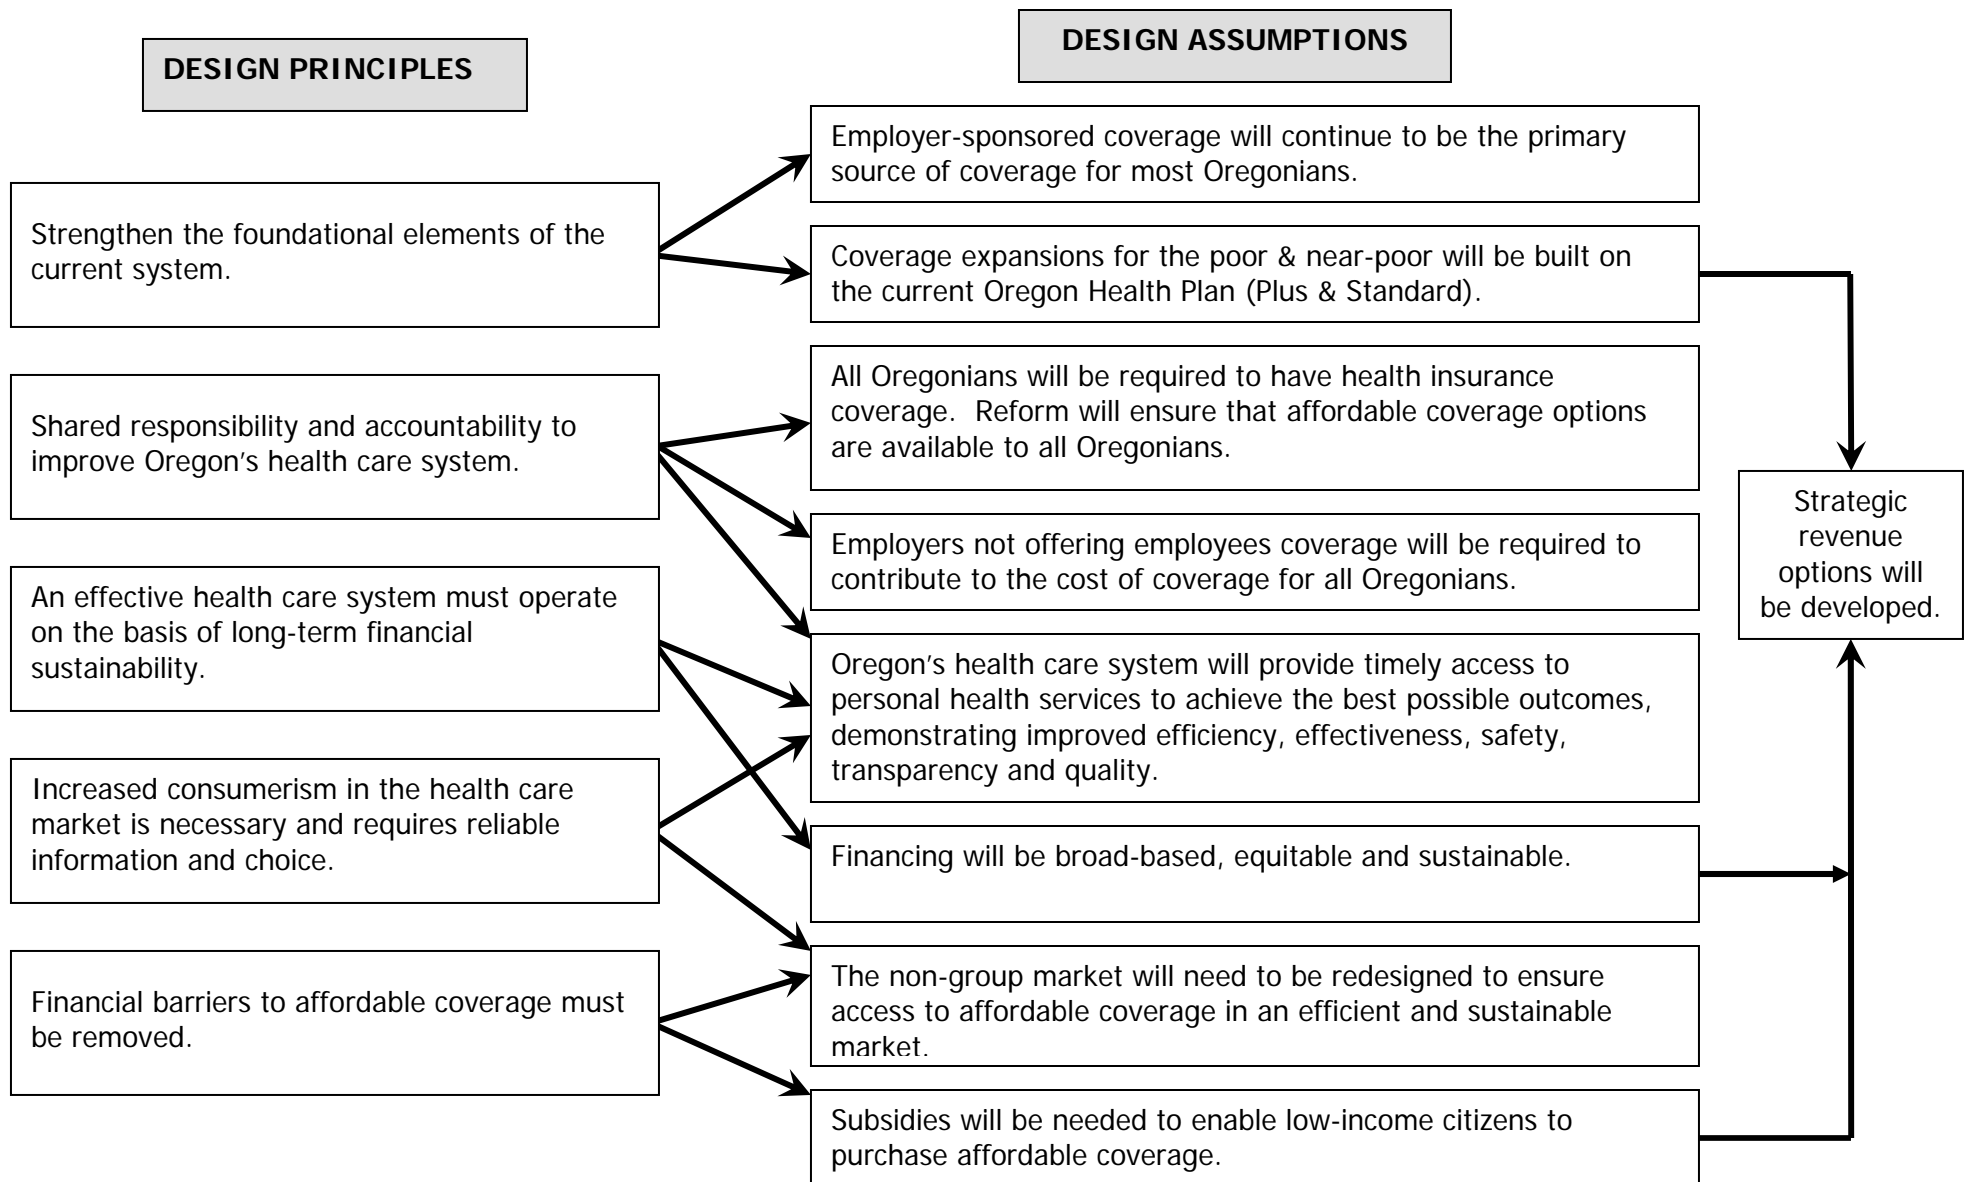 DESIGN PRINCIPLES
Strengthen the foundational elements of the
current system.
Shared responsibility and accountability to
improve Oregon's health care system.
An effective health care system must operate
on the basis of long-term financial
sustainability.
Increased consumerism in the health care
market is necessary and requires reliable
information and choice.
Financial barriers to affordable coverage must
be removed.
DESIGN ASSUMPTIONS
Employer-sponsored coverage will continue to be the primary
source of coverage for most Oregonians.
Coverage expansions for the poor & near-poor will be built on
the current Oregon Health Plan (Plus & Standard).
All Oregonians will be required to have health insurance
coverage.  Reform will ensure that affordable coverage options
are available to all Oregonians.
Employers not offering employees coverage will be required to
contribute to the cost of coverage for all Oregonians.
Oregon's health care system will provide timely access to
personal health services to achieve the best possible outcomes,
demonstrating improved efficiency, effectiveness, safety,
transparency and quality.
Financing will be broad-based, equitable and sustainable.
The non-group market will need to be redesigned to ensure
access to affordable coverage in an efficient and sustainable
market.
Subsidies will be needed to enable low-income citizens to
purchase affordable coverage.
Strategic
revenue
options will
be developed.